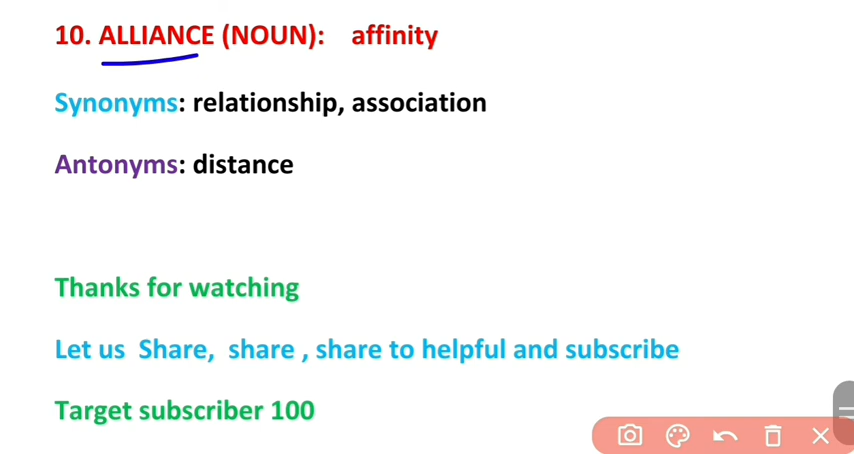 10. ALLIANCE (NOUN): affinity
Synonyms: relationship, association
Antonyms: distance
Thanks for watching
Let us Share, share , share to helpful and subscribe
Target subscriber 100